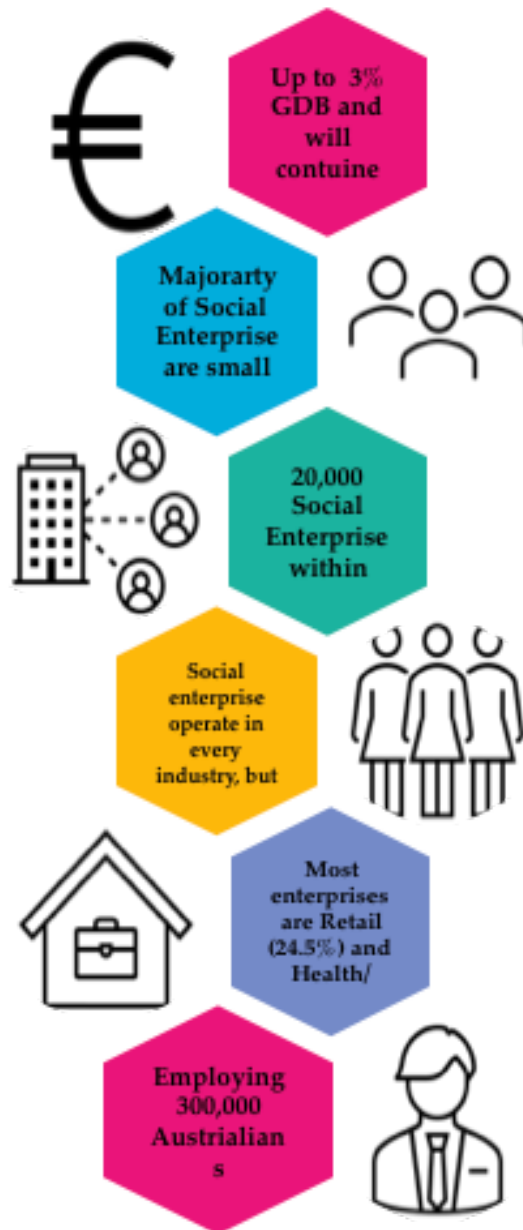 Up to 3%
GDB and
will
contuine
Majorarty
of Social
Enterprise
are small
20,000
Social
Enterprise
within
Social
enterprise
operate in
every
industry, but
Most
enterprises
are Retail
(24.5%) and
Health/
Employing
300,000
Austrialian
s